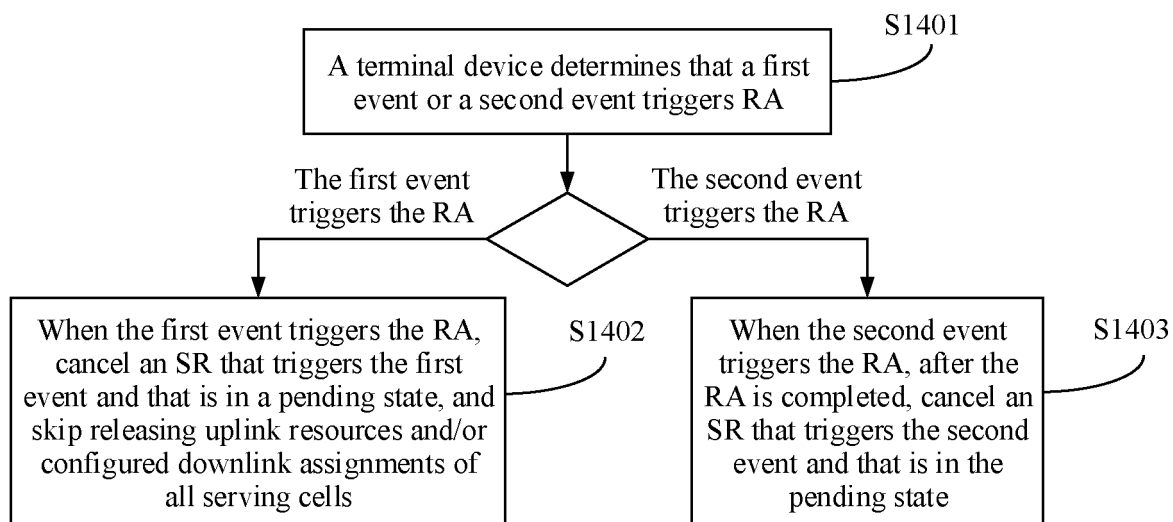 S1401
A terminal device determines that a first
event or a second event triggers RA
The first event
triggers the RA
The second event
triggers the RA
When the first event triggers the RA,
cancel an SR that triggers the first
event and that is in a pending state, and
skip releasing uplink resources and/or
configured downlink assignments of
all serving cells
S1402
When the second event
triggers the RA, after the
RA is completed, cancel an
SR that triggers the second
event and that is in the
pending state
S1403